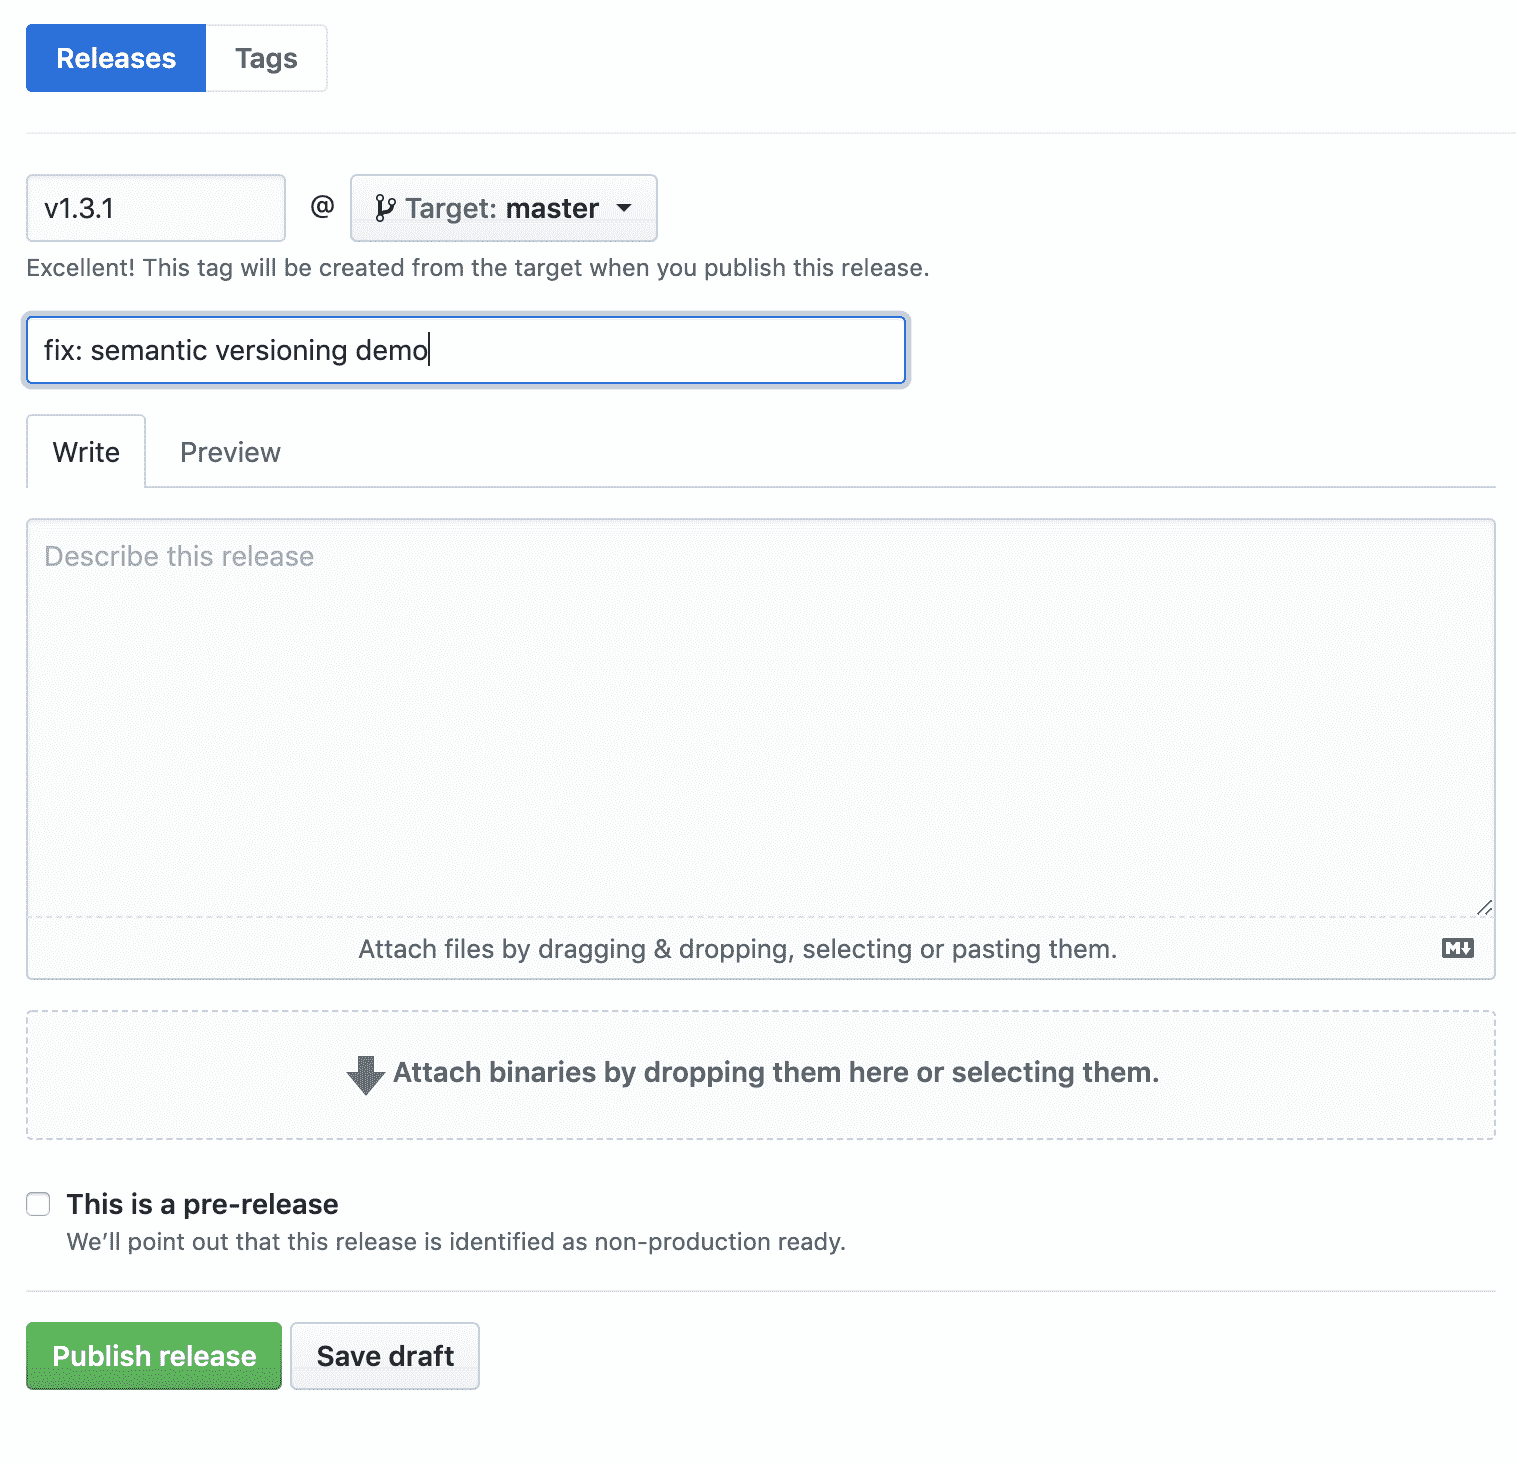 Releases Tags
v1.3.1 @ Target: master
Excellent! This tag will be created from the target when you publish this release.
fix: semantic versioning demo
Write Preview
Describe this release
Attach files by dragging & dropping, selecting or pasting them. M
Attach binaries by dropping them here or selecting them.
This is a pre-release
We’ll point out that this release is identified as non-production ready.
Publish release Save draft